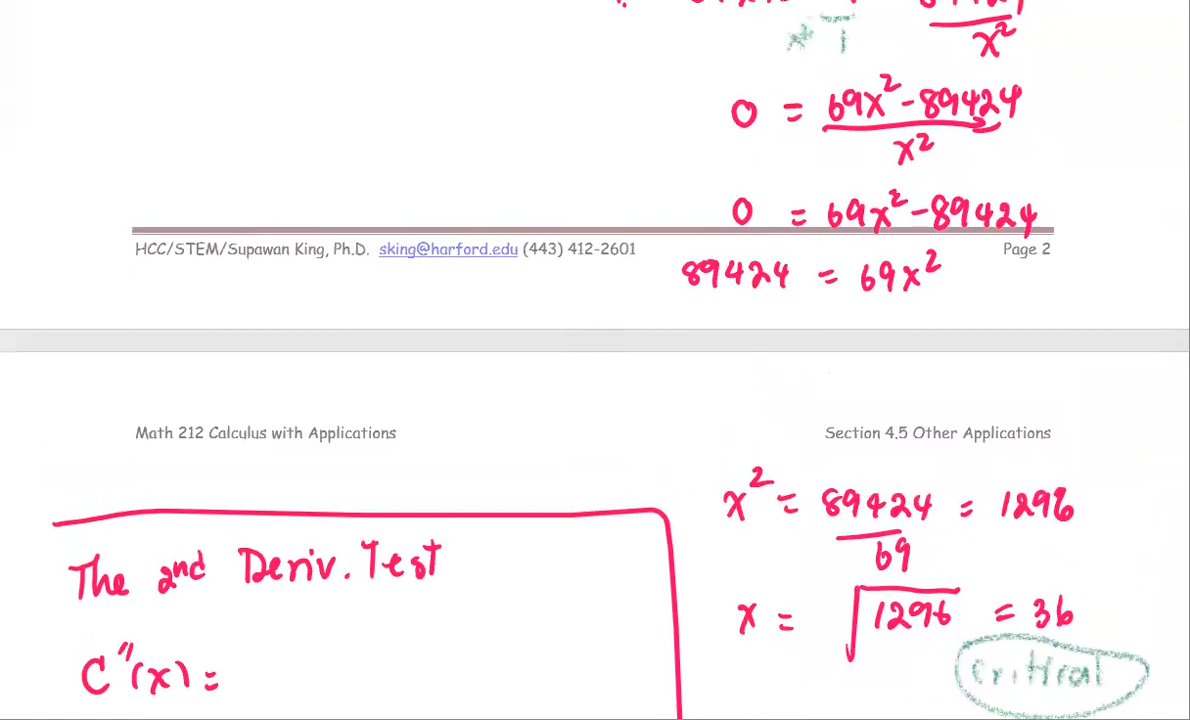 x²
0 = 69x² - 89424
x²
0 = 69x² - 89424
HCC/STEM/Supawan King, Ph.D. sking@harford.edu (443) 412-2601 Page 2
89424 = 69x²
Math 212 Calculus with Applications Section 4.5 Other Applications
x² = 89424 = 1296
69
The 2nd Deriv. Test
x = √1296 = 36
C"(x) =
critical